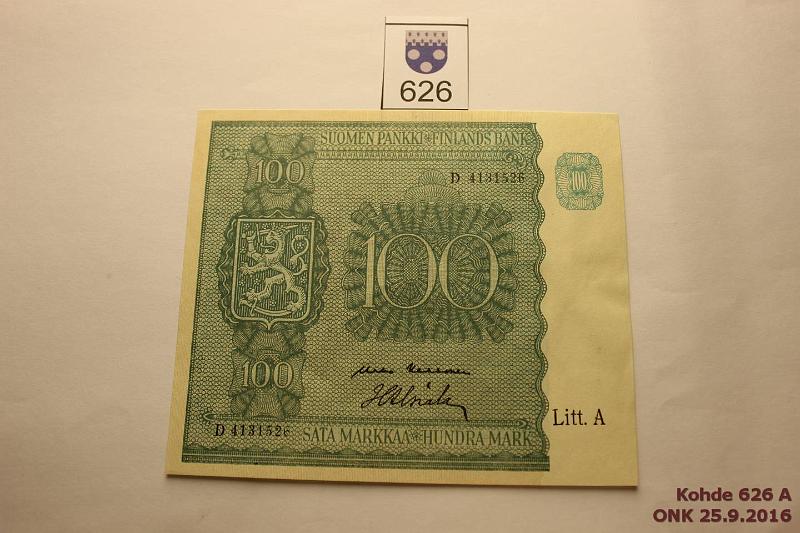 626
SUOMEN PANKKI FINLANDS BANK
100
100
D 4131526
100
100
Litt. A
D 4131526
SATA MARKKAA HUNDRA MARK
Kohde 626 A
ONK 25.9.2016